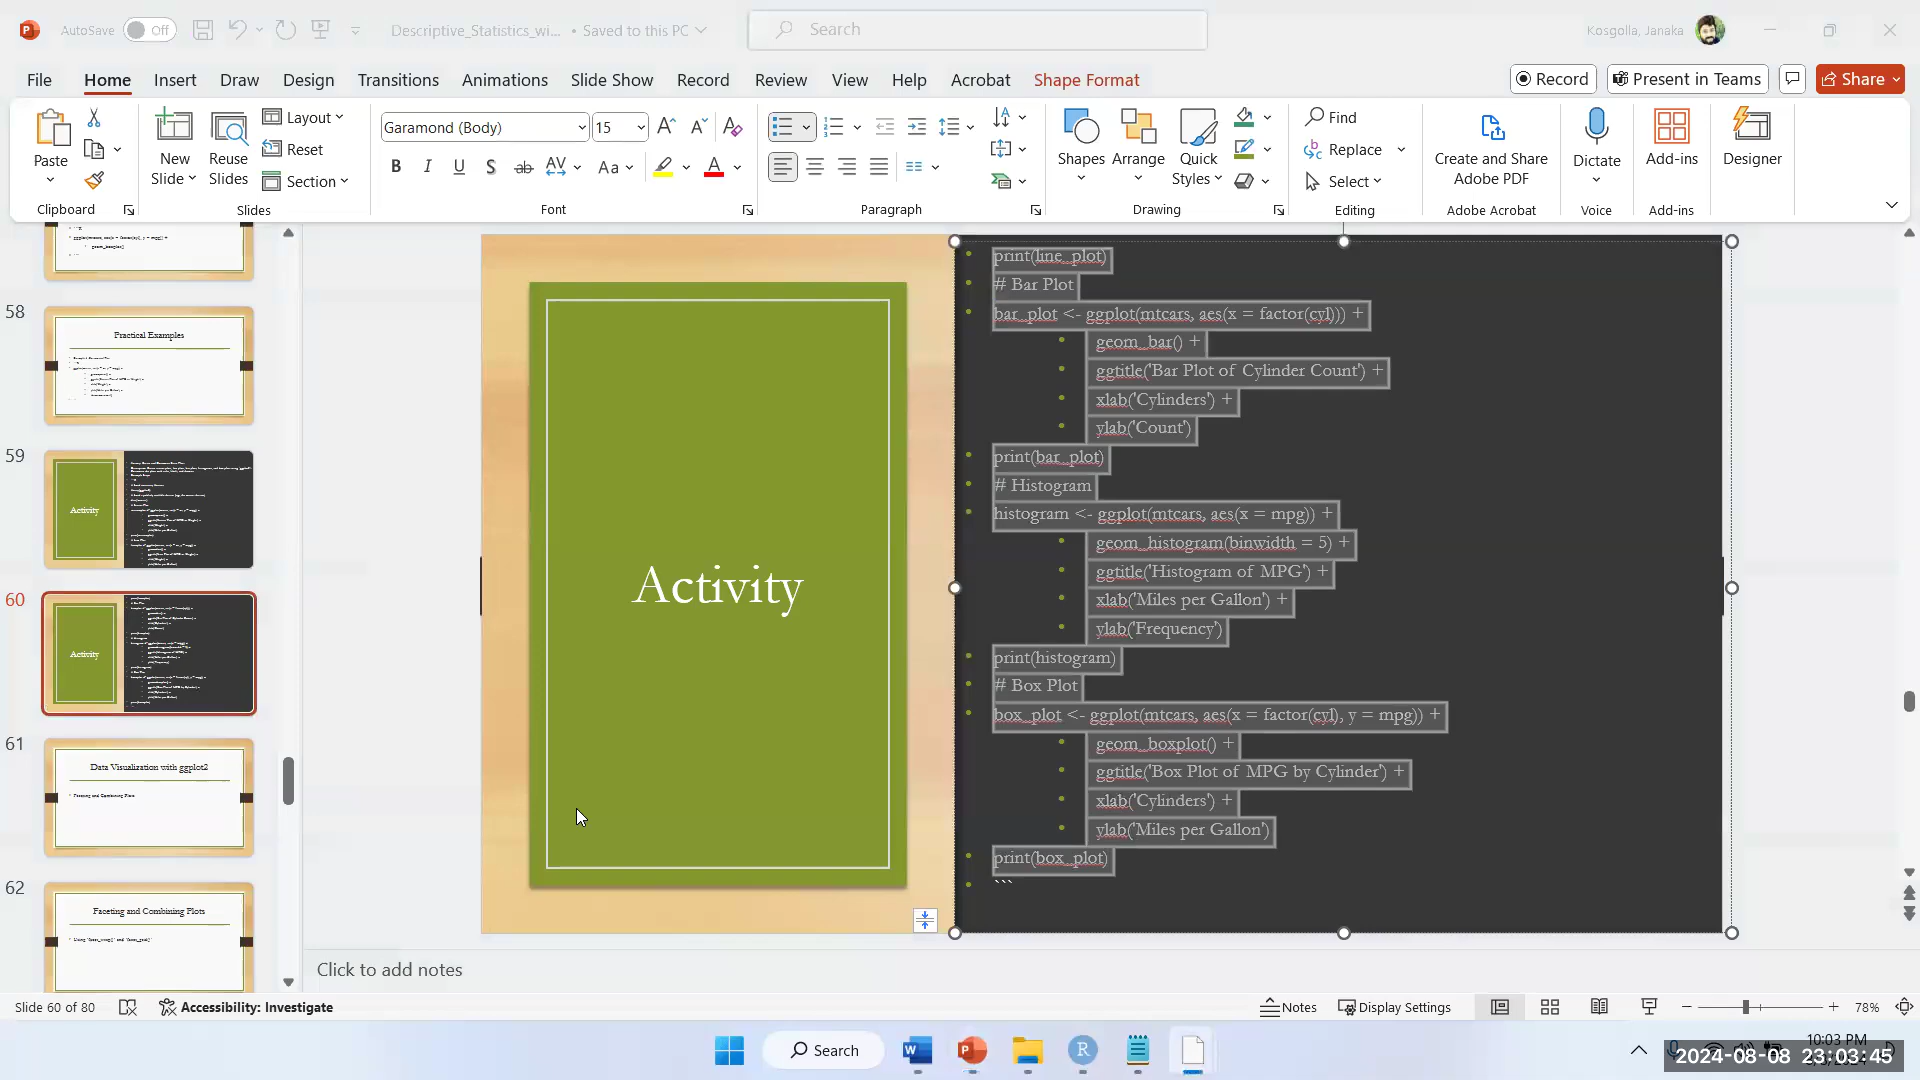 AutoSave Off Descriptive_Statistics_wi... • Saved to this PC Search Kosgolla, Janaka
File Home Insert Draw Design Transitions Animations Slide Show Record Review View Help Acrobat Shape Format Record Present in Teams Share
Paste New Slide Reuse Slides Layout Reset Section Garamond (Body) 15 Shapes Arrange Quick Styles Find Replace Select Create and Share Adobe PDF Dictate Add-ins Designer
Clipboard Slides Font Paragraph Drawing Editing Adobe Acrobat Voice Add-ins
58
Practical Examples
59
Activity
60
Activity
61
Data Visualization with ggplot2
Faceting and Combining Plots
62
Faceting and Combining Plots
Activity
print(line_plot)
# Bar Plot
bar_plot <- ggplot(mtcars, aes(x = factor(cyl))) +
geom_bar() +
ggtitle('Bar Plot of Cylinder Count') +
xlab('Cylinders') +
ylab('Count')
print(bar_plot)
# Histogram
histogram <- ggplot(mtcars, aes(x = mpg)) +
geom_histogram(binwidth = 5) +
ggtitle('Histogram of MPG') +
xlab('Miles per Gallon') +
ylab('Frequency')
print(histogram)
# Box Plot
box_plot <- ggplot(mtcars, aes(x = factor(cyl), y = mpg)) +
geom_boxplot() +
ggtitle('Box Plot of MPG by Cylinder') +
xlab('Cylinders') +
ylab('Miles per Gallon')
print(box_plot)
```
Click to add notes
Slide 60 of 80 Accessibility: Investigate Notes Display Settings 78%
Search
10:03 PM
2024-08-08 23:03:45